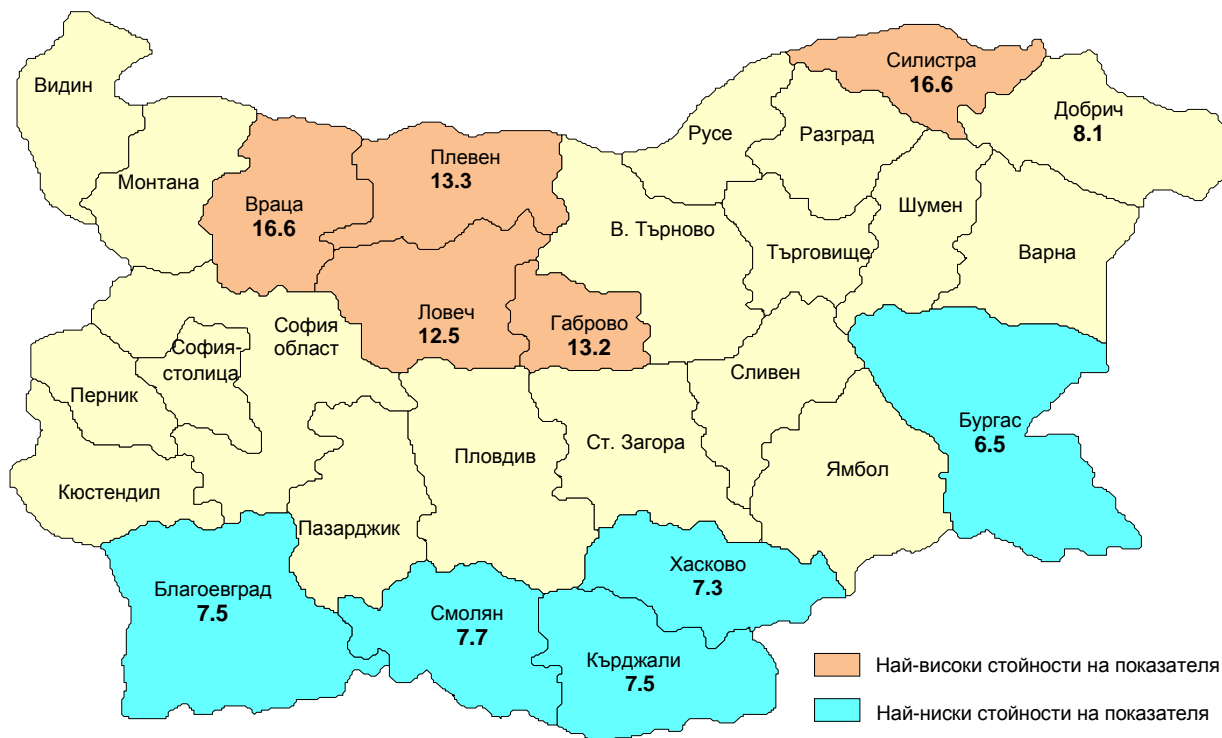 Видин
Силистра
16.6
Добрич
8.1
Русе
Разград
Плевен
13.3
Монтана
Враца
16.6
Шумен
В. Търново
Търговище
Варна
Ловеч
12.5
Габрово
13.2
София
област
София-
столица
Сливен
Перник
Бургас
6.5
Ст. Загора
Пловдив
Ямбол
Кюстендил
Пазарджик
Хасково
7.3
Благоевград
7.5
Смолян
7.7
Кърджали
7.5
Най-високи стойности на показателя
Най-ниски стойности на показателя